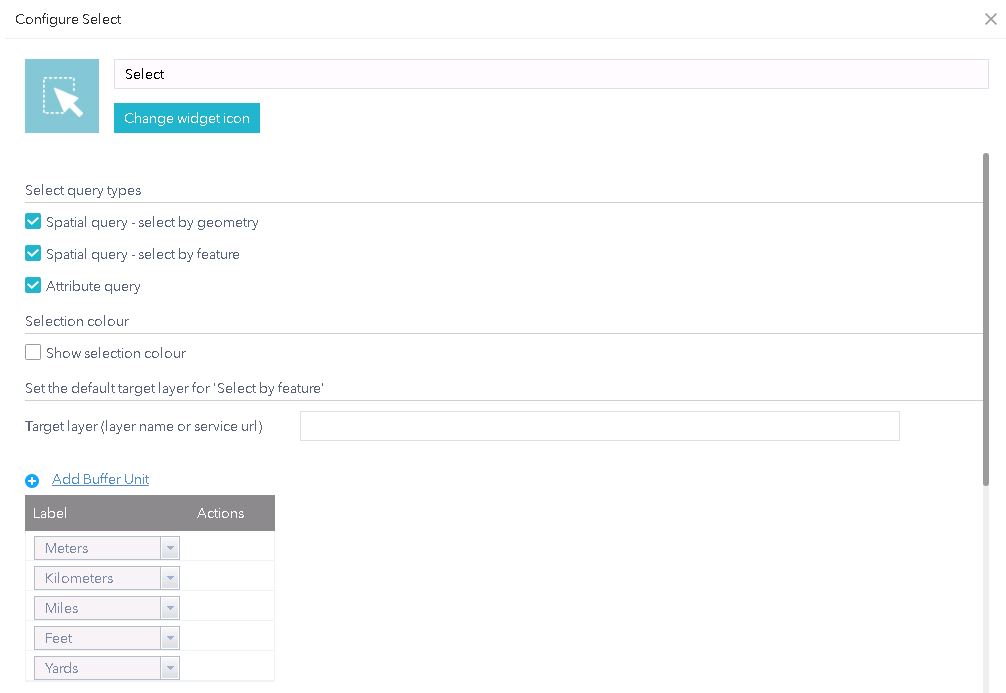 Configure Select
Select
Change widget icon
Select query types
Spatial query - select by geometry
Spatial query - select by feature
Attribute query
Selection colour
Show selection colour
Set the default target layer for 'Select by feature'
Target layer (layer name or service url)
Add Buffer Unit
Label Actions
Meters
Kilometers
Miles
Feet
Yards